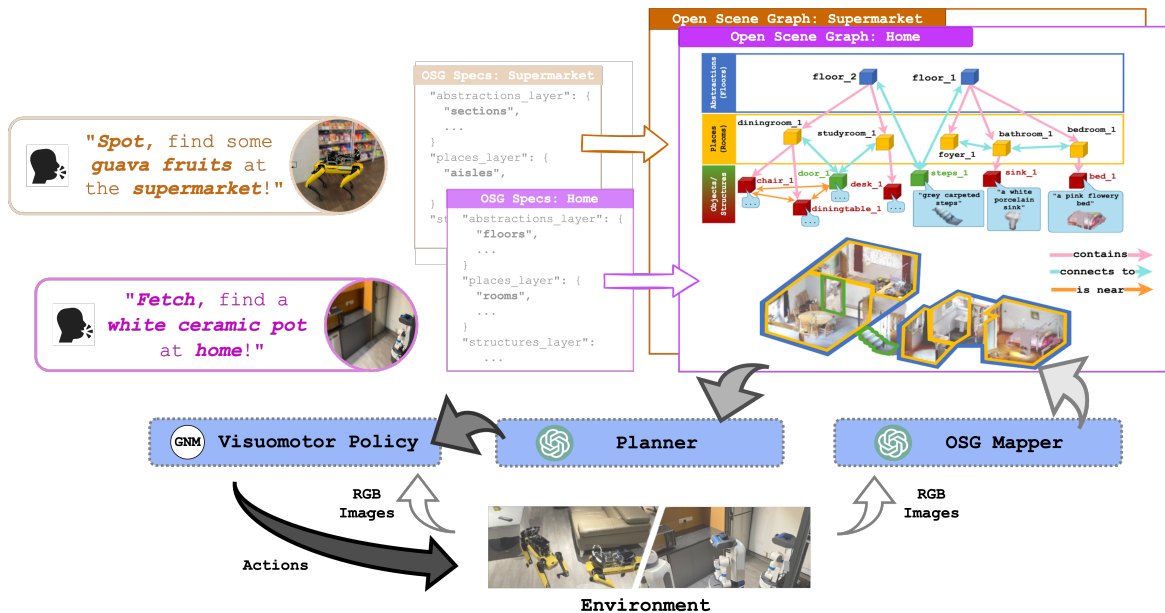 Open Scene Graph: Supermarket
Open Scene Graph: Home
OSG Specs: Supermarket
"abstractions_layer": {
"sections",
...
}
"places_layer": {
"aisles",
}
"st
OSG Specs: Home
"abstractions_layer": {
"floors",
...
}
"places_layer": {
"rooms",
...
}
"structures_layer":
...
"Spot, find some
guava fruits at
the supermarket!"
"Fetch, find a
white ceramic pot
at home!"
Abstractions
(Floors)
floor_2
floor_1
Places
(Rooms)
diningroom_1
studyroom_1
foyer_1
bathroom_1
bedroom_1
Objects/
Structures
chair_1
door_1
desk_1
diningtable_1
steps_1
sink_1
bed_1
...
...
...
...
"grey carpeted
steps"
"a white
porcelain
sink"
"a pink flowery
bed"
contains
connects to
is near
GNM
Visuomotor Policy
Planner
OSG Mapper
RGB
Images
RGB
Images
Actions
Environment